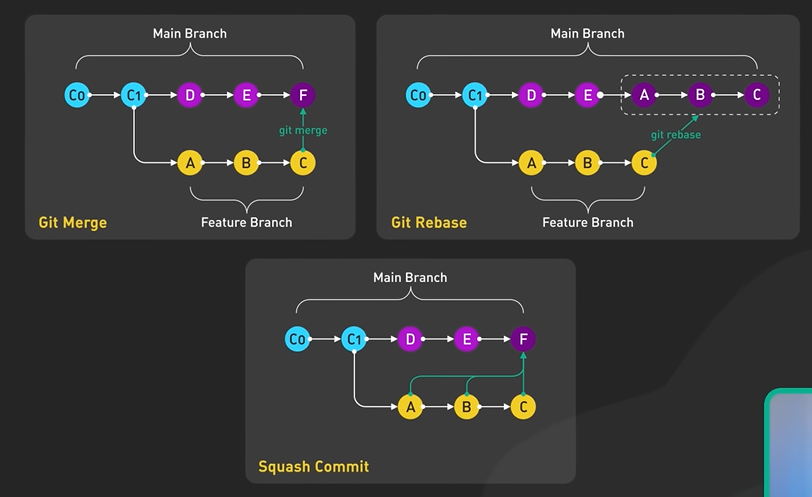 Main Branch
C0 C1 D E F
git merge
A B C
Feature Branch
Git Merge
Main Branch
C0 C1 D E A B C
git rebase
A B C
Feature Branch
Git Rebase
Main Branch
C0 C1 D E F
A B C
Squash Commit